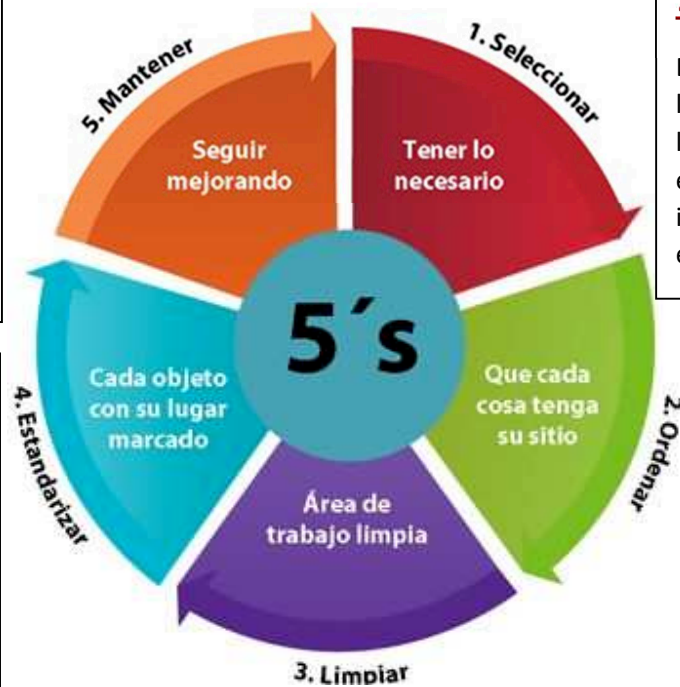 5´s
1. Seleccionar
Tener lo
necesario
2. Ordenar
Que cada
cosa tenga
su sitio
3. Limpiar
Área de
trabajo limpia
4. Estandarizar
Cada objeto
con su lugar
marcado
5. Mantener
Seguir
mejorando